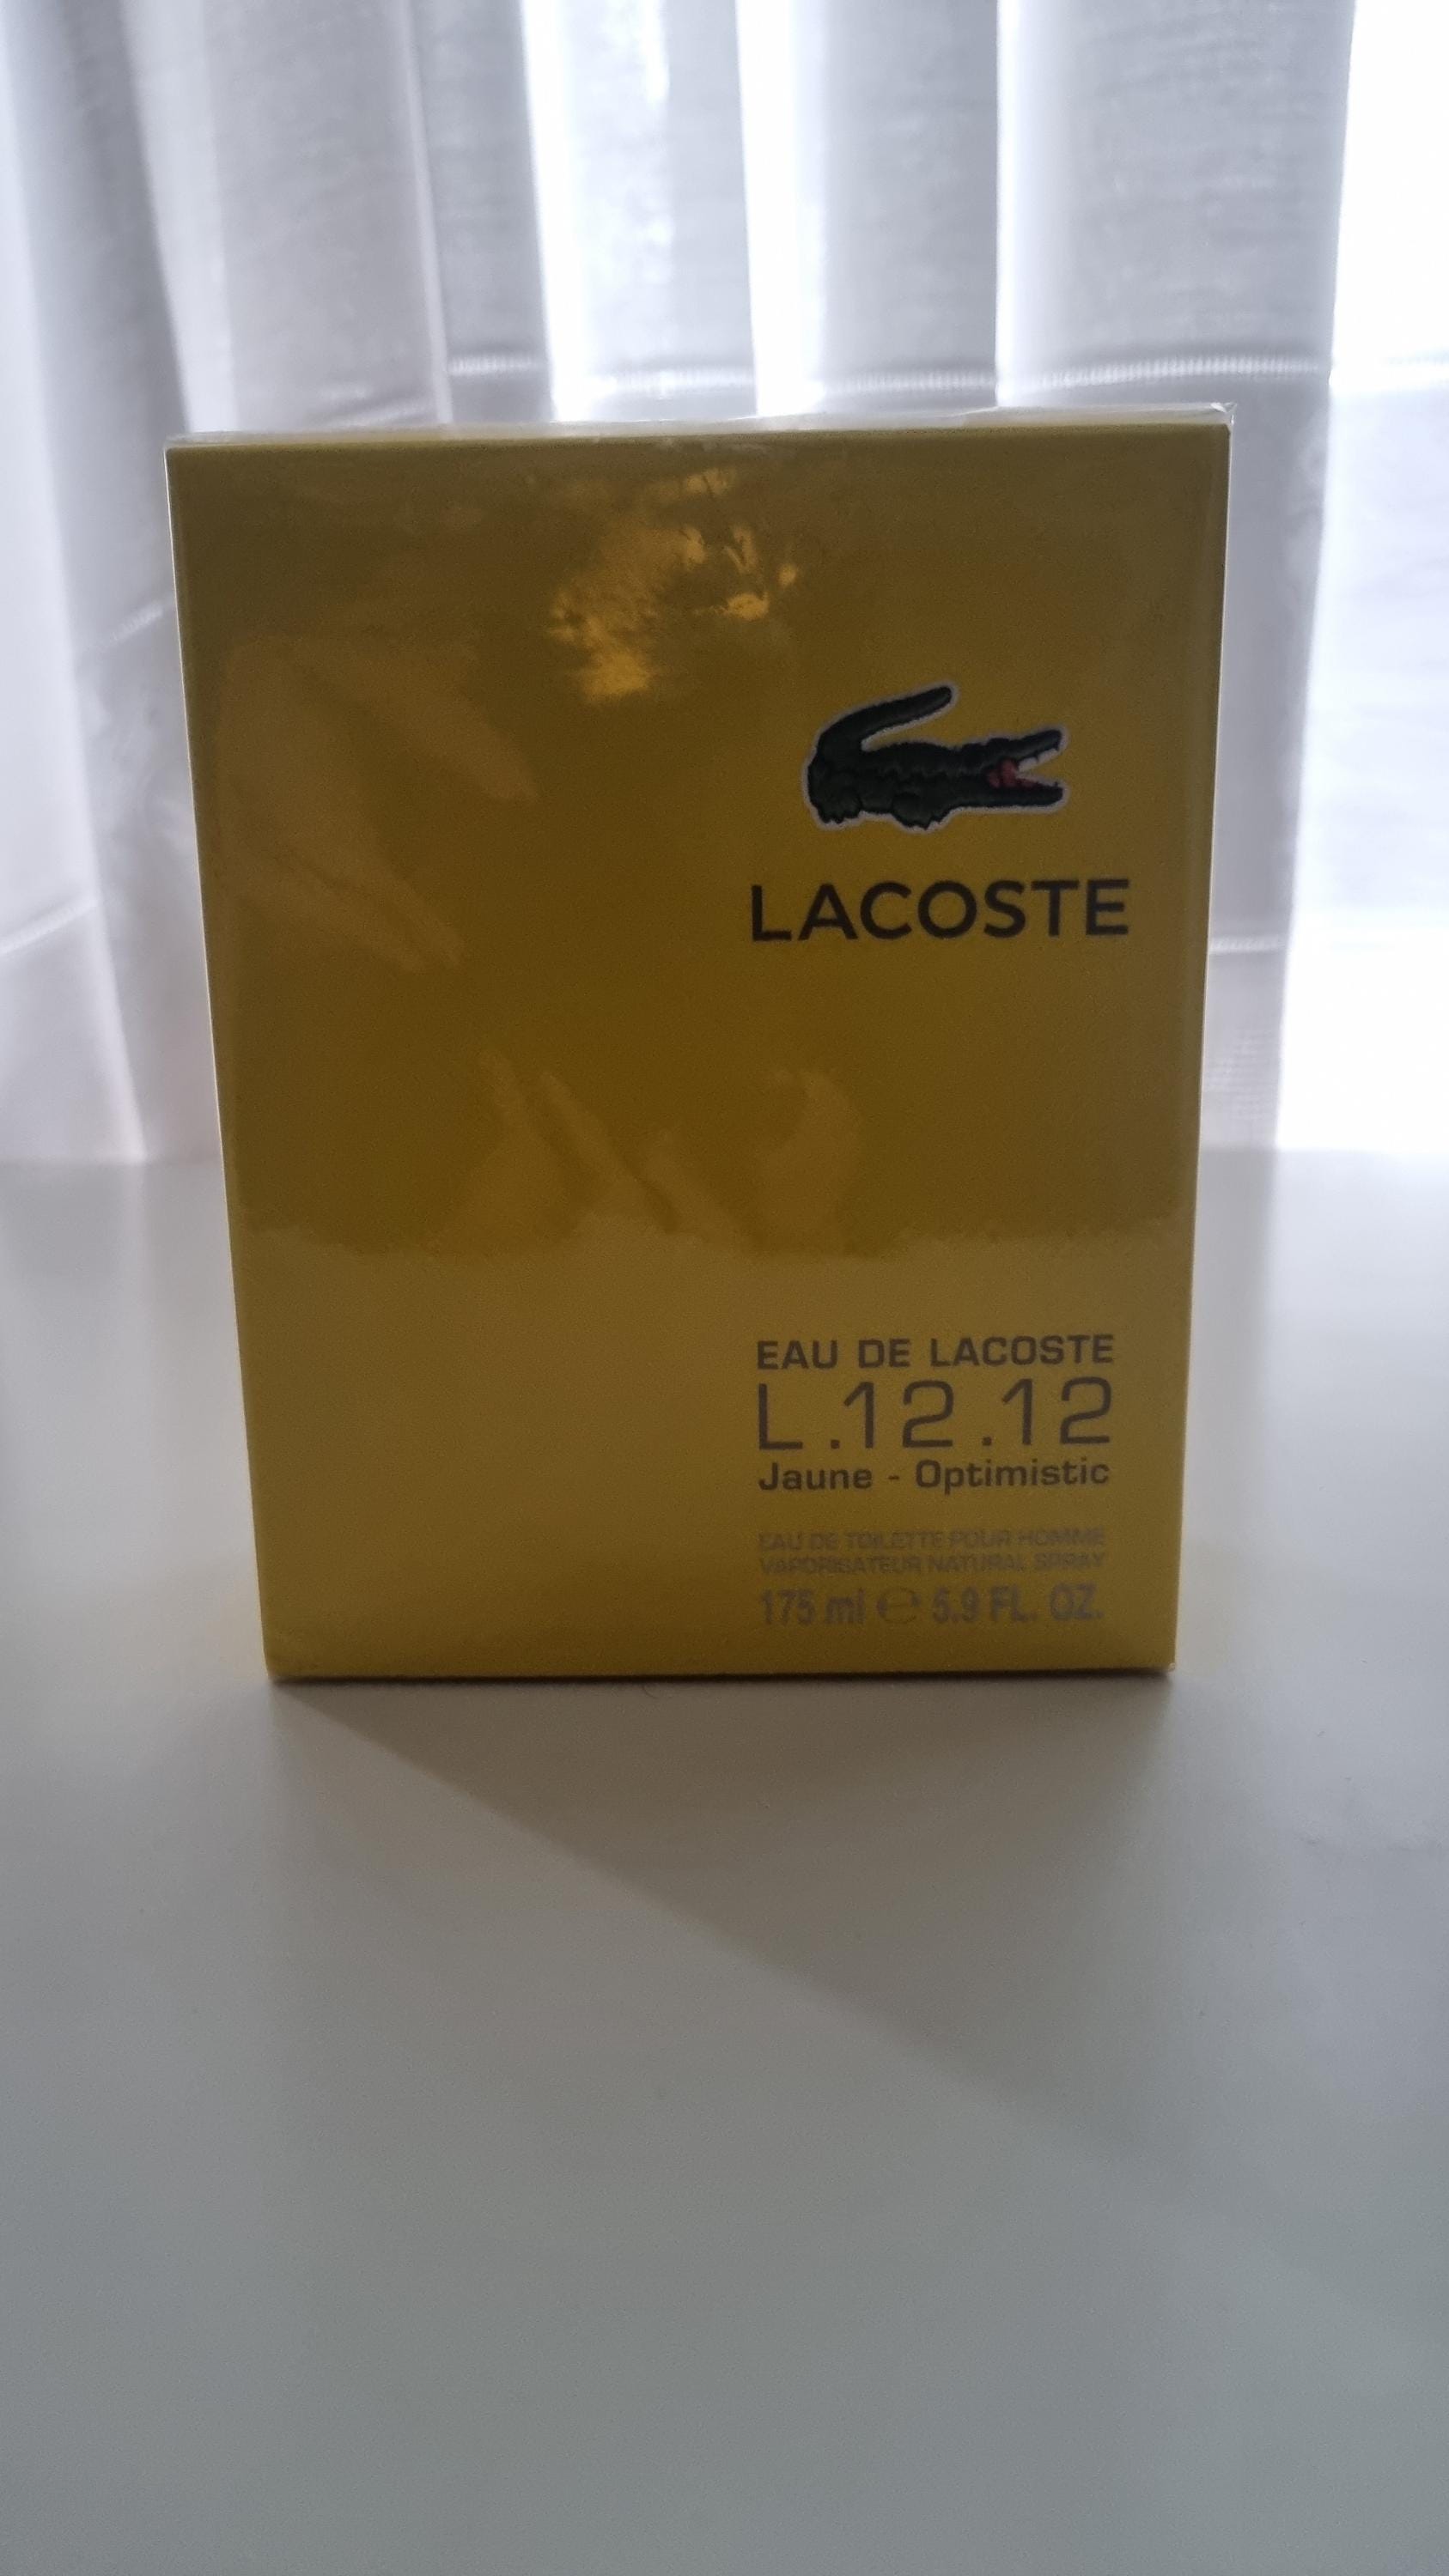 LACOSTE
EAU DE LACOSTE
L.12.12
Jaune - Optimistic
EAU DE TOILETTE POUR HOMME
VAPORISATEUR NATURAL SPRAY
175 ml e 5.9 FL. OZ.